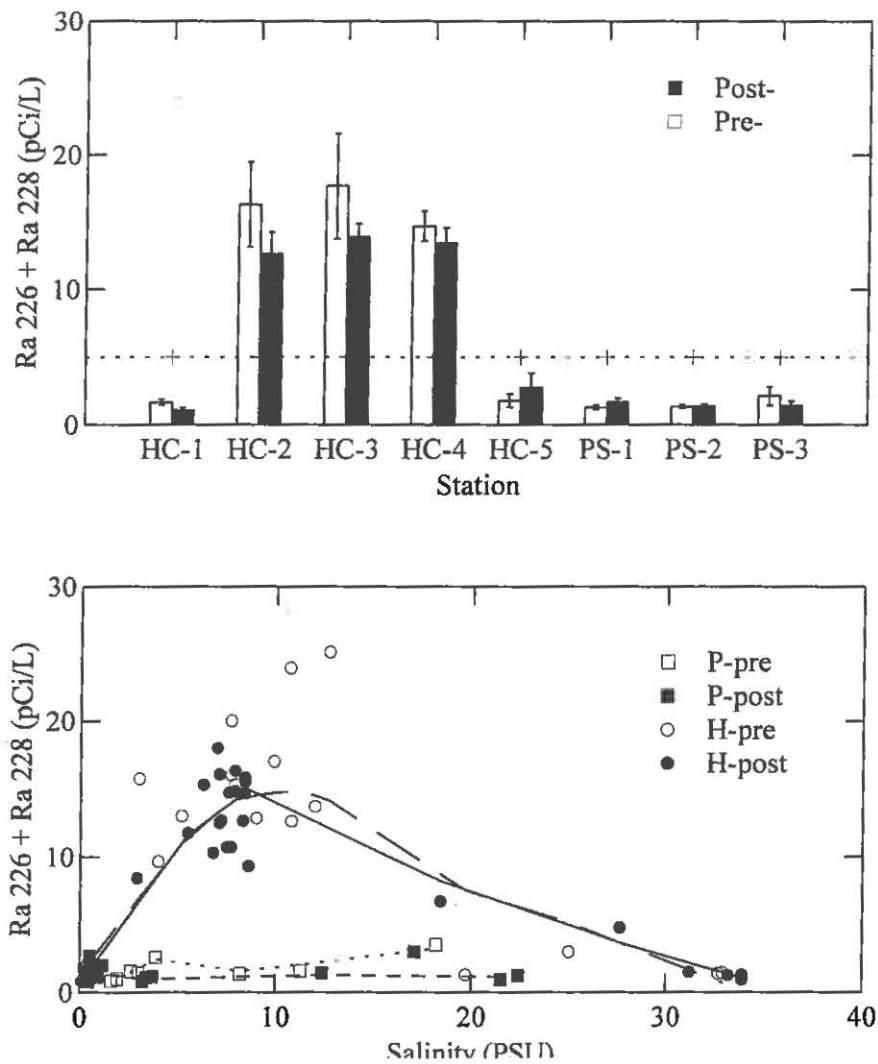 30
20
10
0
Ra 226 + Ra 228 (pCi/L)
Post-
Pre-
HC-1 HC-2 HC-3 HC-4 HC-5 PS-1 PS-2 PS-3
Station
30
20
10
0
Ra 226 + Ra 228 (pCi/L)
P-pre
P-post
H-pre
H-post
0 10 20 30 40
Salinity (PSU)